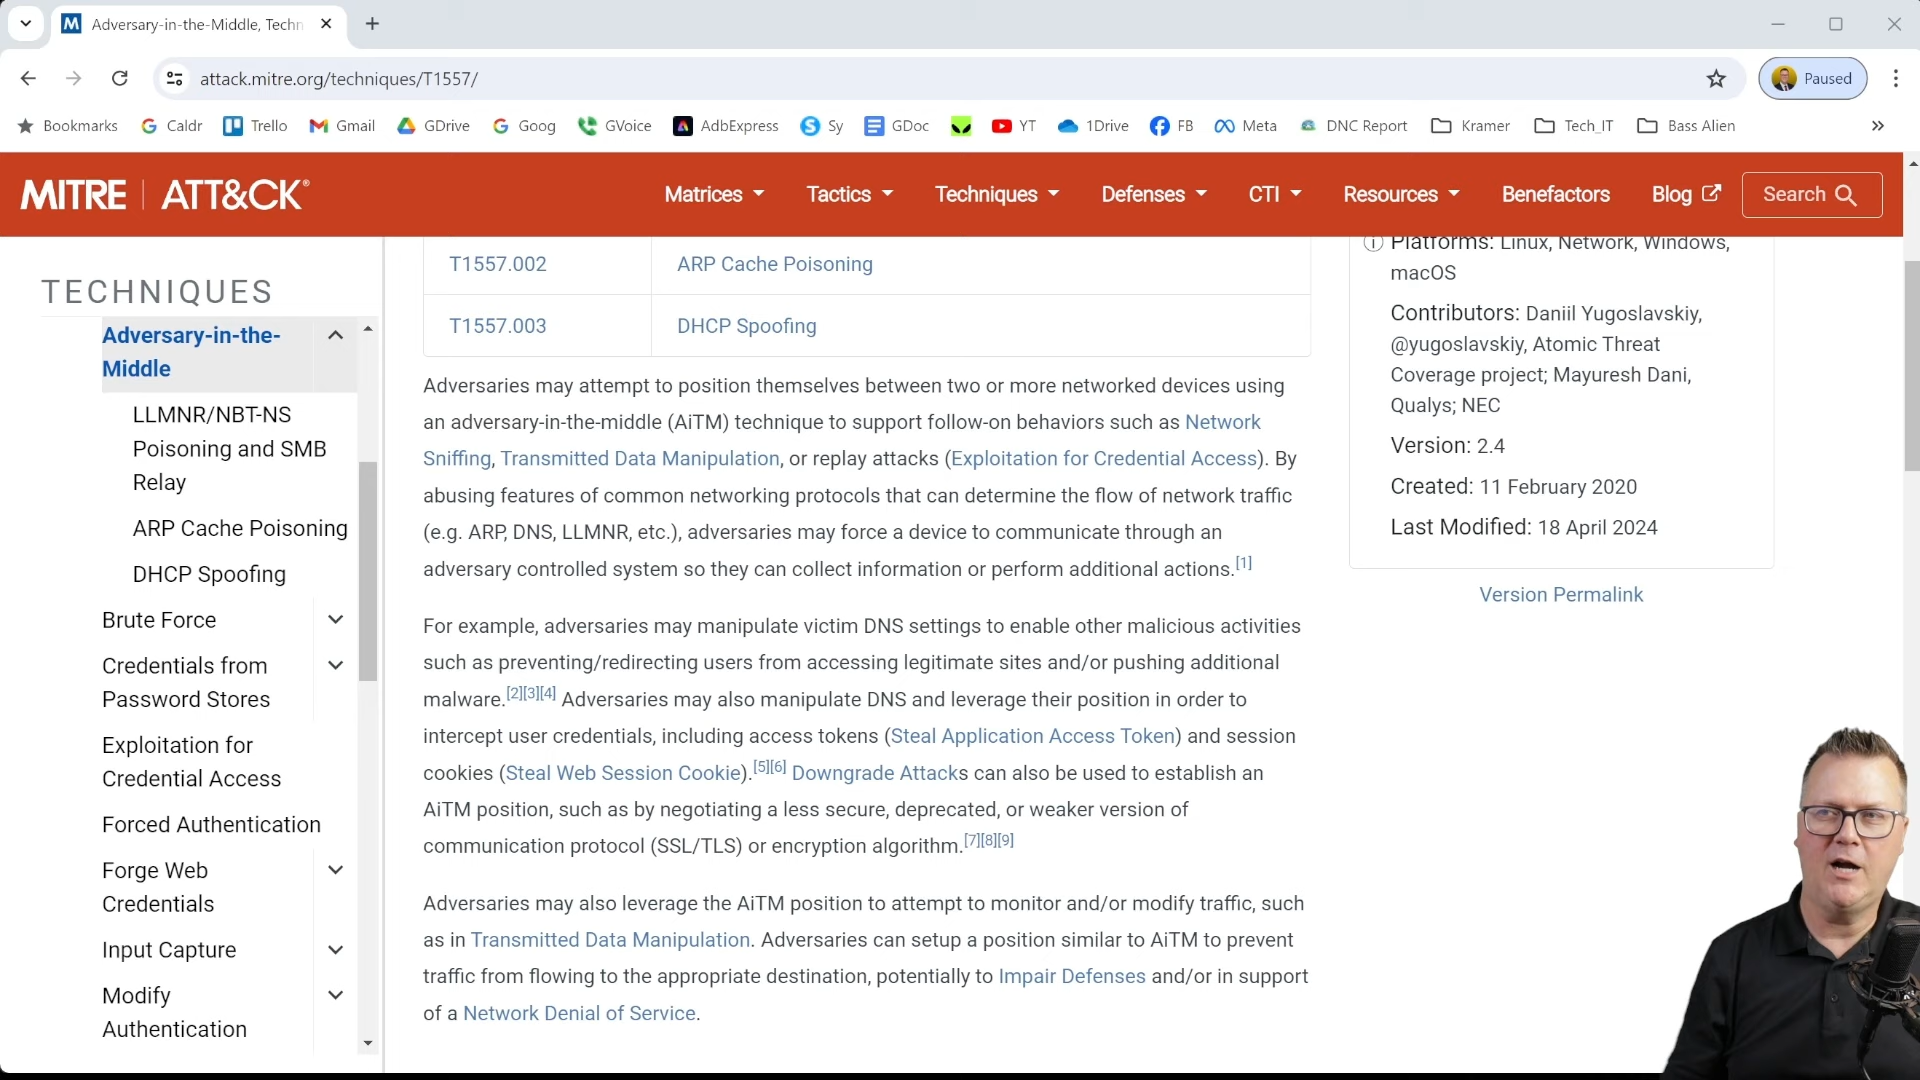 Adversary-in-the-Middle, Techn
attack.mitre.org/techniques/T1557/
Paused
Bookmarks
Caldr
Trello
Gmail
GDrive
Goog
GVoice
AdbExpress
Sy
GDoc
YT
1Drive
FB
Meta
DNC Report
Kramer
Tech_IT
Bass Alien
MITRE | ATT&CK®
Matrices
Tactics
Techniques
Defenses
CTI
Resources
Benefactors
Blog
Search
TECHNIQUES
Adversary-in-the-
Middle
LLMNR/NBT-NS
Poisoning and SMB
Relay
ARP Cache Poisoning
DHCP Spoofing
Brute Force
Credentials from
Password Stores
Exploitation for
Credential Access
Forced Authentication
Forge Web
Credentials
Input Capture
Modify
Authentication
T1557.002 ARP Cache Poisoning
T1557.003 DHCP Spoofing
Adversaries may attempt to position themselves between two or more networked devices using
an adversary-in-the-middle (AiTM) technique to support follow-on behaviors such as Network
Sniffing, Transmitted Data Manipulation, or replay attacks (Exploitation for Credential Access). By
abusing features of common networking protocols that can determine the flow of network traffic
(e.g. ARP, DNS, LLMNR, etc.), adversaries may force a device to communicate through an
adversary controlled system so they can collect information or perform additional actions.[1]
For example, adversaries may manipulate victim DNS settings to enable other malicious activities
such as preventing/redirecting users from accessing legitimate sites and/or pushing additional
malware.[2][3][4] Adversaries may also manipulate DNS and leverage their position in order to
intercept user credentials, including access tokens (Steal Application Access Token) and session
cookies (Steal Web Session Cookie).[5][6] Downgrade Attacks can also be used to establish an
AiTM position, such as by negotiating a less secure, deprecated, or weaker version of
communication protocol (SSL/TLS) or encryption algorithm.[7][8][9]
Adversaries may also leverage the AiTM position to attempt to monitor and/or modify traffic, such
as in Transmitted Data Manipulation. Adversaries can setup a position similar to AiTM to prevent
traffic from flowing to the appropriate destination, potentially to Impair Defenses and/or in support
of a Network Denial of Service.
Platforms: Linux, Network, Windows,
macOS
Contributors: Daniil Yugoslavskiy,
@yugoslavskiy, Atomic Threat
Coverage project; Mayuresh Dani,
Qualys; NEC
Version: 2.4
Created: 11 February 2020
Last Modified: 18 April 2024
Version Permalink